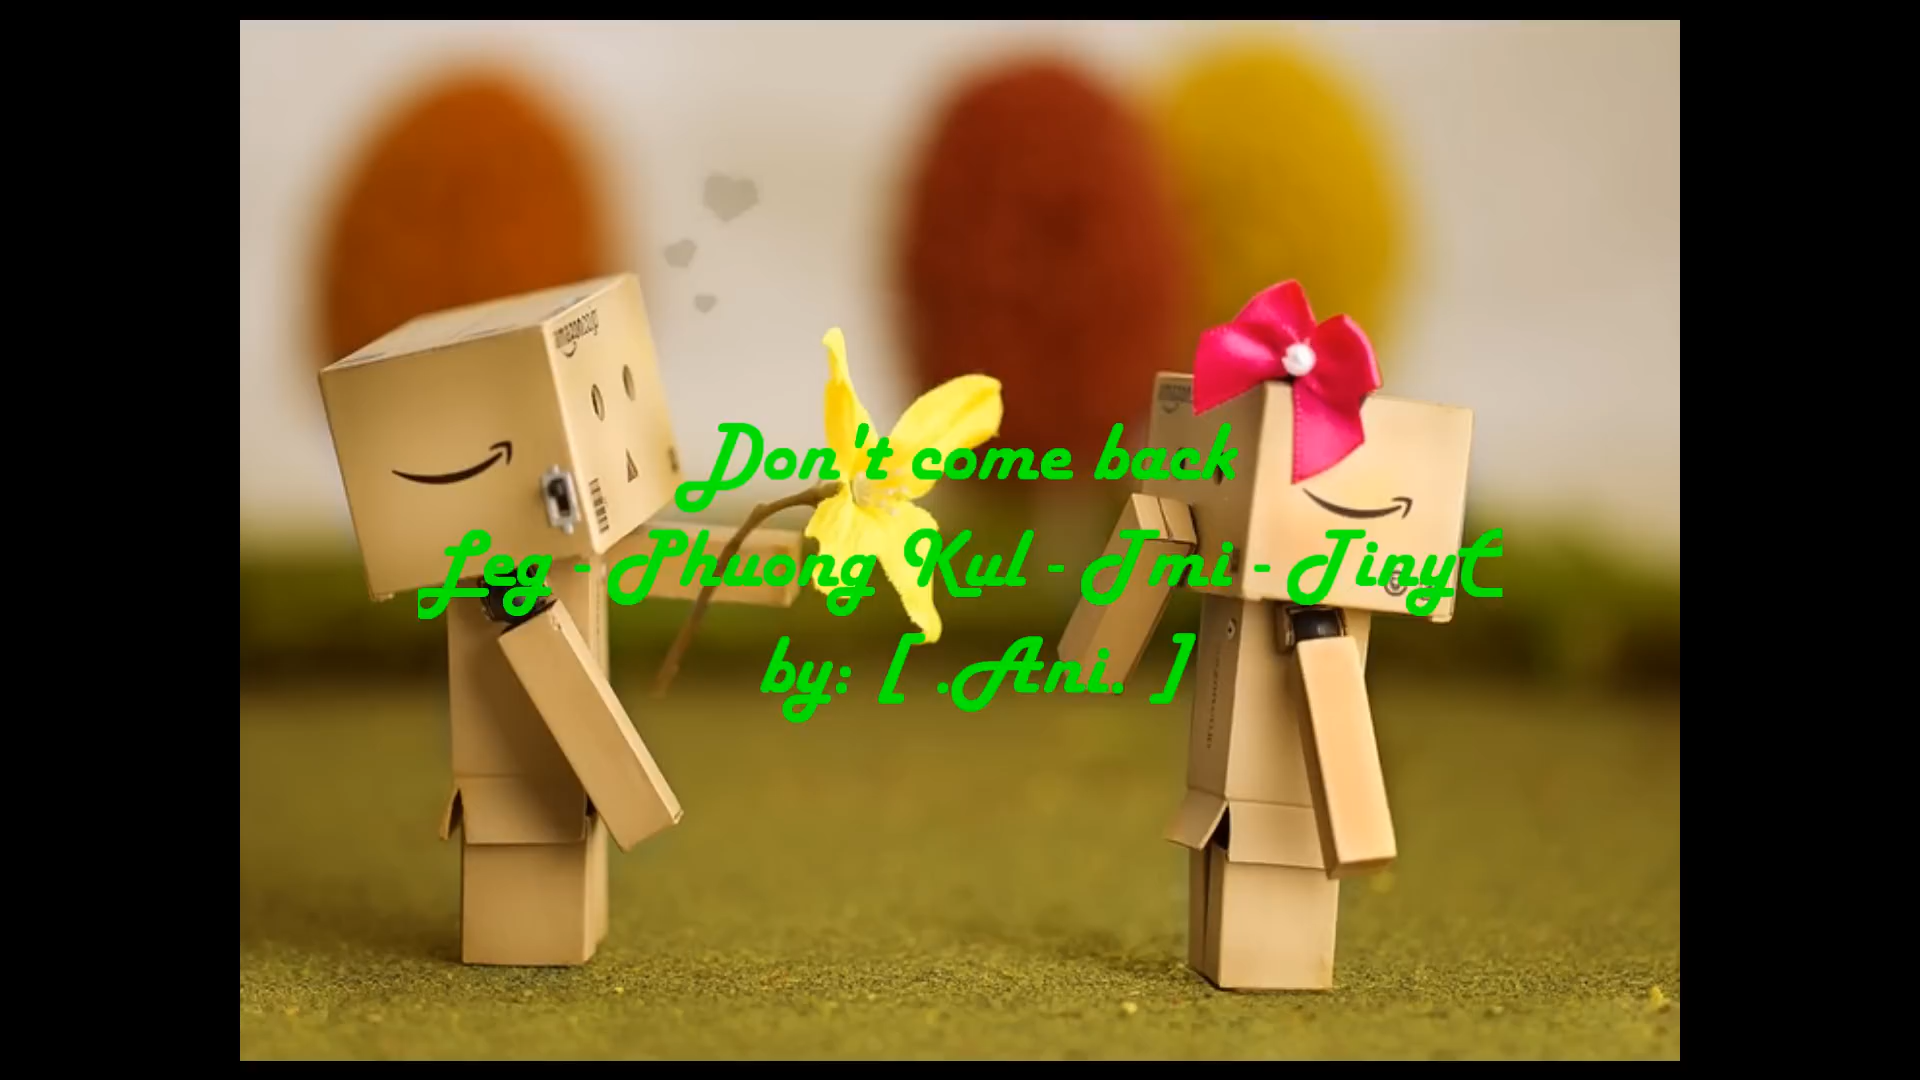 Don't come back
Leg - Phuong Kul - Tmi - TinyC
by: [ .Ani. ]